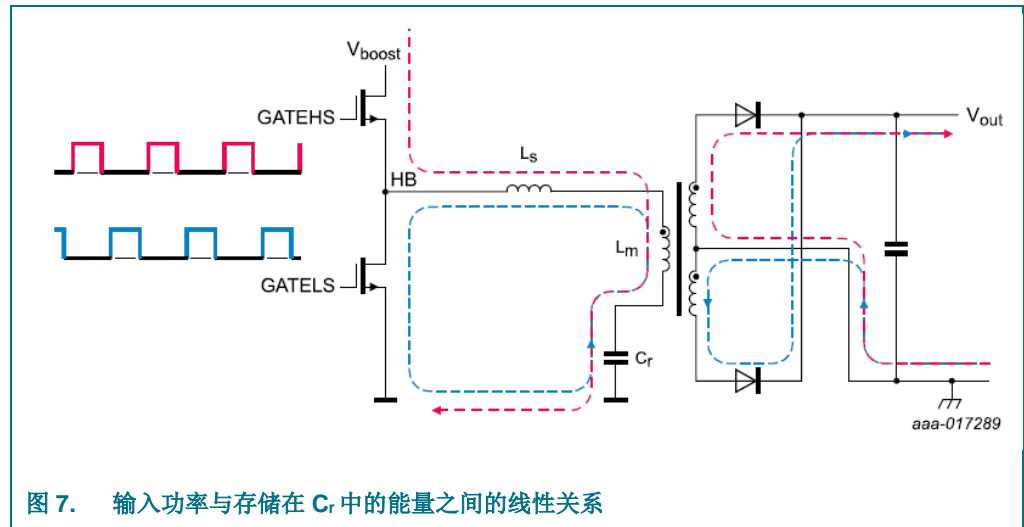 Vboost
GATEHS
Vout
Ls
HB
Lm
GATELS
Cr
aaa-017289
图 7. 输入功率与存储在 Cr 中的能量之间的线性关系